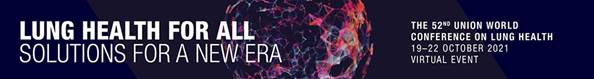 LUNG HEALTH FOR ALL
SOLUTIONS FOR A NEW ERA
THE 52ND UNION WORLD
CONFERENCE ON LUNG HEALTH
19–22 OCTOBER 2021
VIRTUAL EVENT